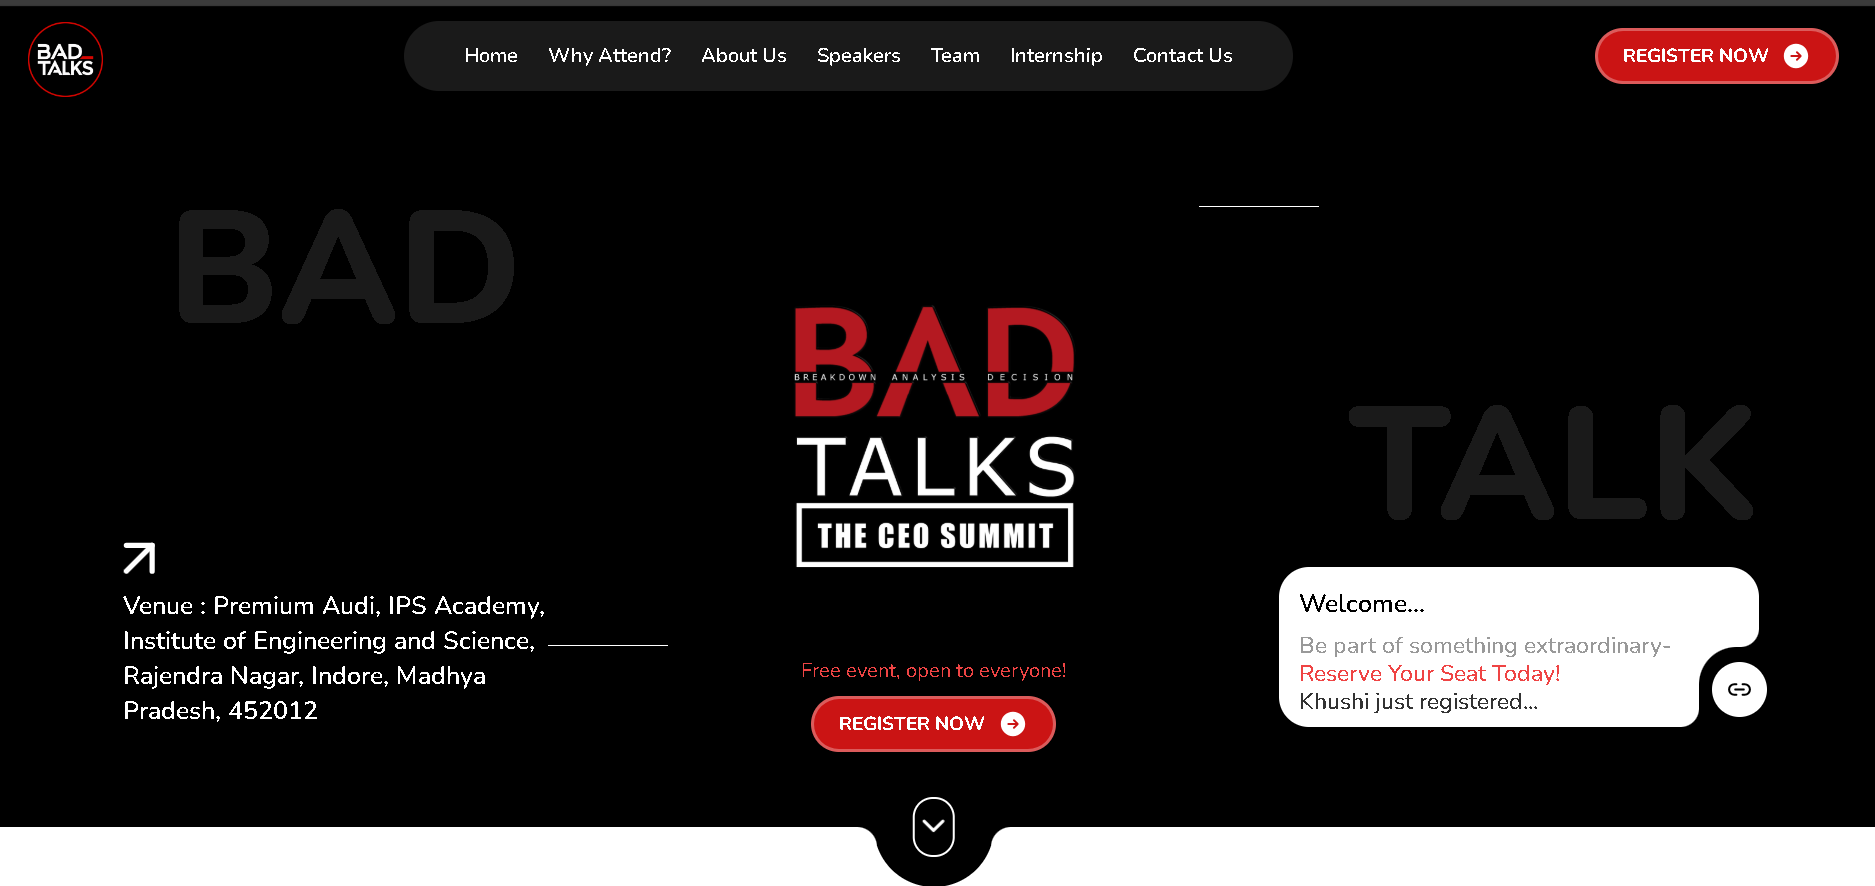 BAD
TALKS
Home
Why Attend?
About Us
Speakers
Team
Internship
Contact Us
REGISTER NOW
BAD
BAD
BREAKDOWN ANALYSIS DECISION
TALKS
THE CEO SUMMIT
TALK
Venue : Premium Audi, IPS Academy,
Institute of Engineering and Science,
Rajendra Nagar, Indore, Madhya
Pradesh, 452012
Free event, open to everyone!
REGISTER NOW
Welcome...
Be part of something extraordinary-
Reserve Your Seat Today!
Khushi just registered...